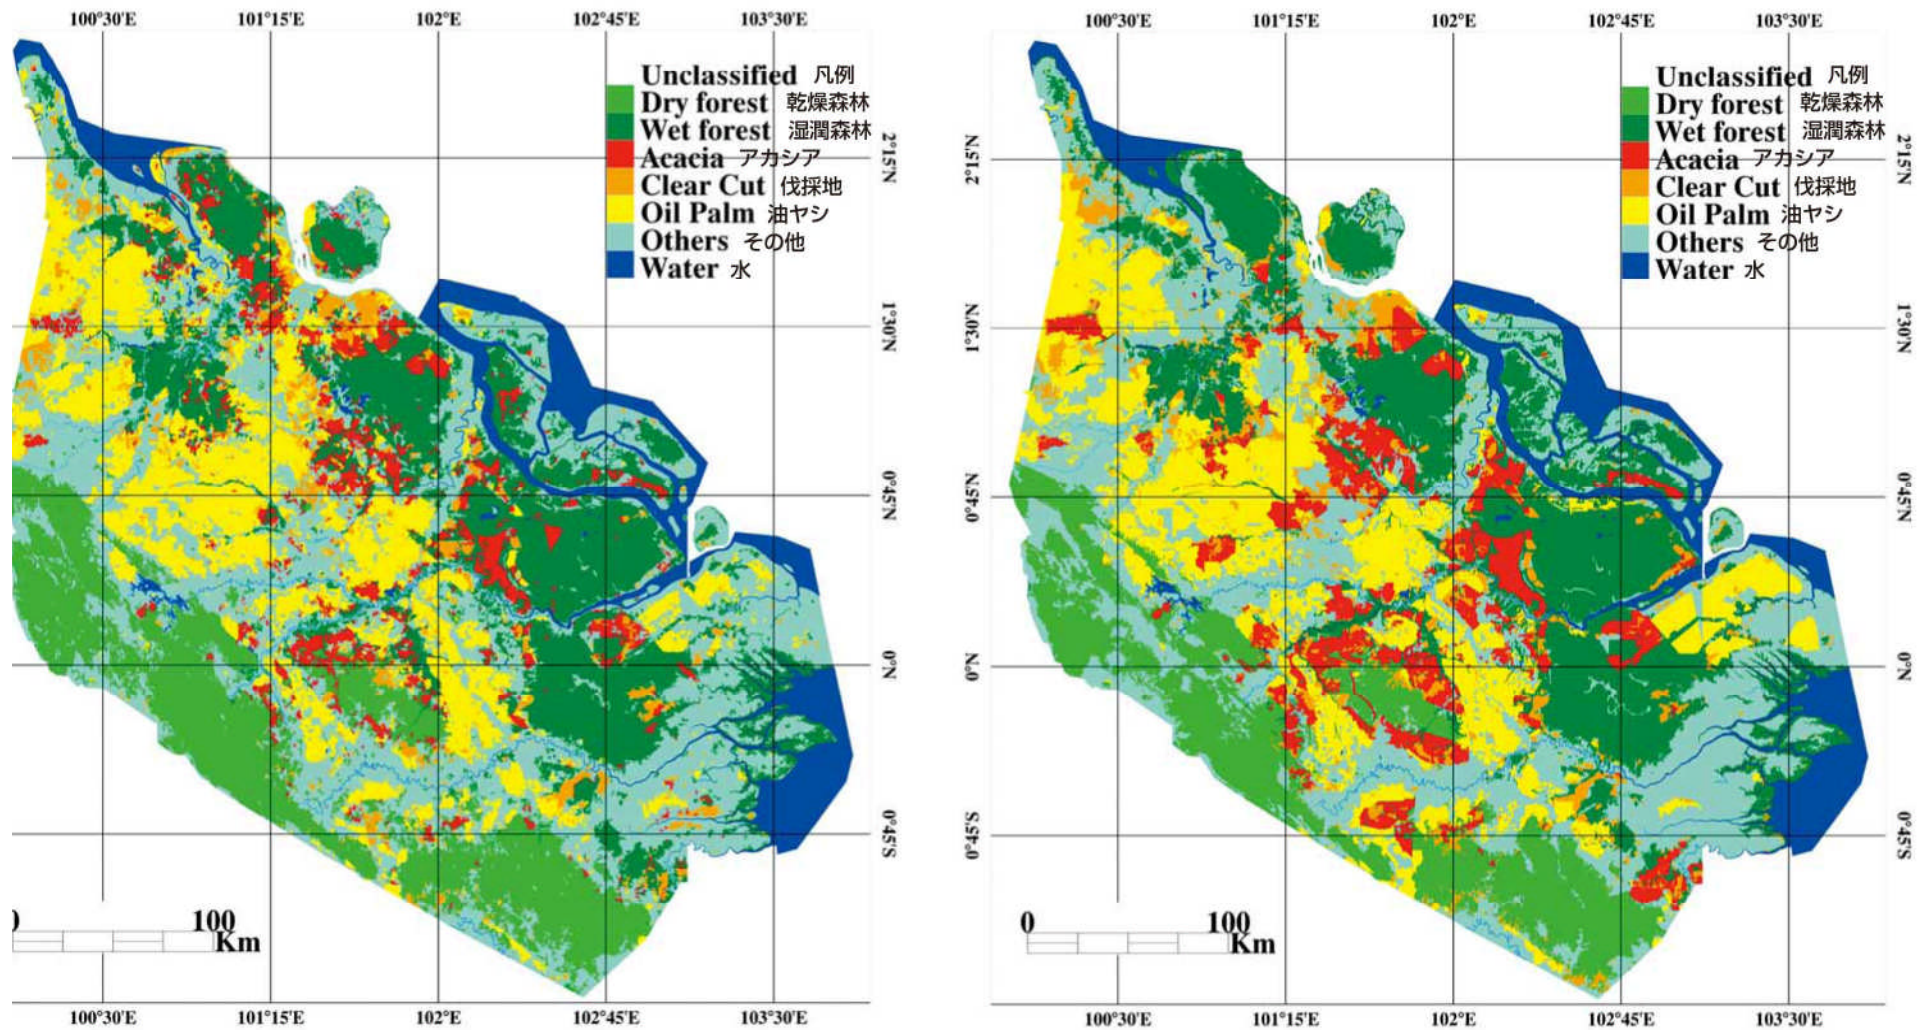 100°30'E 101°15'E 102°E 102°45'E 103°30'E
Unclassified 凡例
Dry forest 乾燥森林
Wet forest 湿潤森林
Acacia アカシア
Clear Cut 伐採地
Oil Palm 油ヤシ
Others その他
Water 水
2°15'N
1°30'N
0°45'N
0°N
0°45'S
0 100
Km
100°30'E 101°15'E 102°E 102°45'E 103°30'E
100°30'E 101°15'E 102°E 102°45'E 103°30'E
Unclassified 凡例
Dry forest 乾燥森林
Wet forest 湿潤森林
Acacia アカシア
Clear Cut 伐採地
Oil Palm 油ヤシ
Others その他
Water 水
2°15'N 2°15'N
1°30'N 1°30'N
0°45'N 0°45'N
0°N 0°N
0°45'S 0°45'S
0 100
Km
100°30'E 101°15'E 102°E 102°45'E 103°30'E